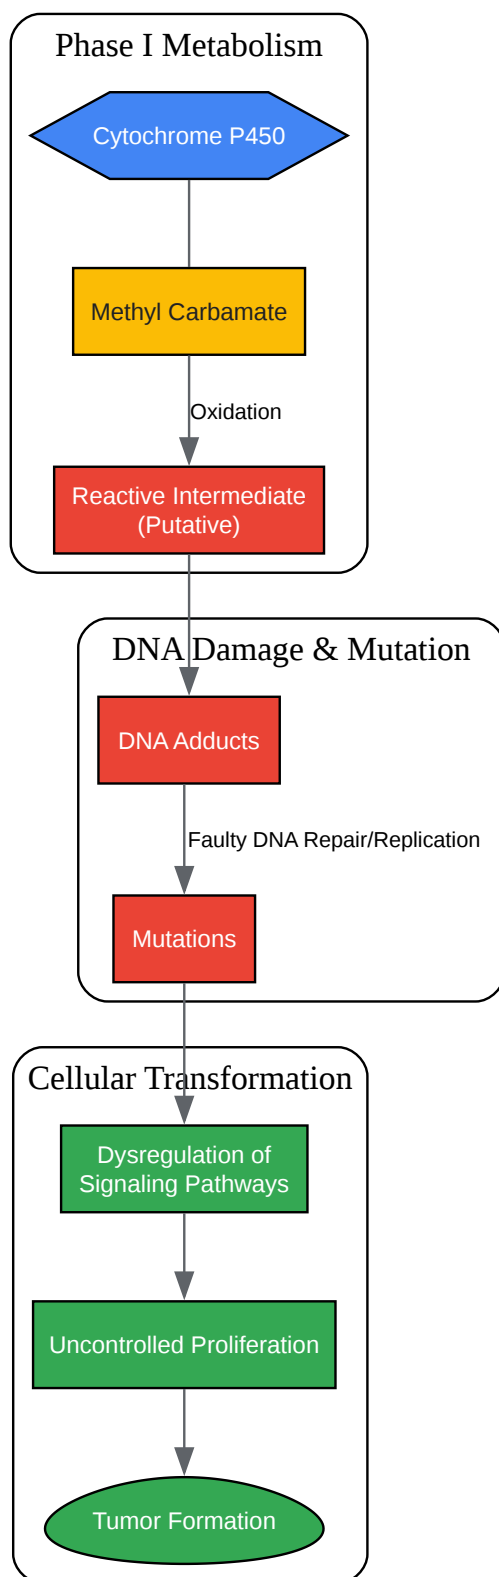 Phase I Metabolism
Cytochrome P450
Methyl Carbamate
Oxidation
Reactive Intermediate
(Putative)
DNA Damage & Mutation
DNA Adducts
Faulty DNA Repair/Replication
Mutations
Cellular Transformation
Dysregulation of
Signaling Pathways
Uncontrolled Proliferation
Tumor Formation